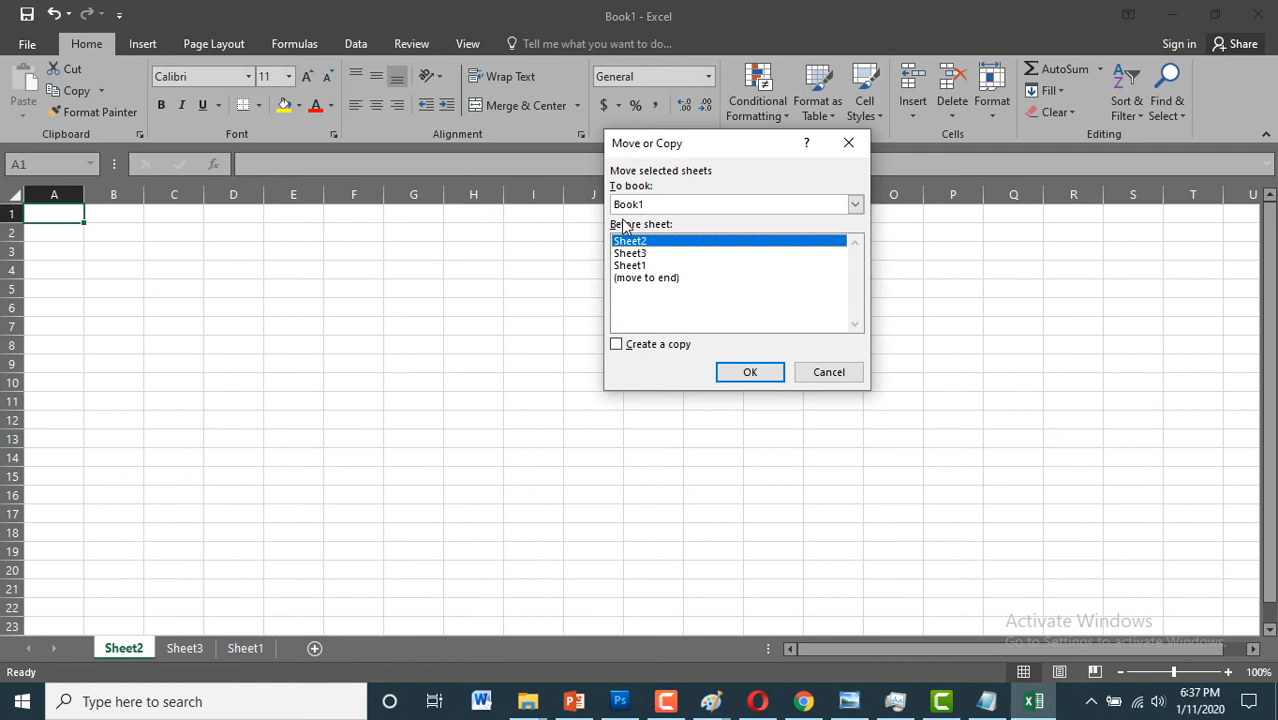 Book1 - Excel
File Home Insert Page Layout Formulas Data Review View Tell me what you want to do... Sign in Share
Paste
Cut
Copy
Format Painter
Clipboard
Calibri 11
B I U
Font
Wrap Text
Merge & Center
Alignment
General
$ % ,
Conditional Formatting
Format as Table
Cell Styles
Insert
Delete
Format
Cells
AutoSum
Fill
Clear
Sort & Filter
Find & Select
Editing
A1
fx
A B C D E F G H I J O P Q R S T U
1
2
3
4
5
6
7
8
9
10
11
12
13
14
15
16
17
18
19
20
21
22
23
Move or Copy ?
Move selected sheets
To book:
Book1
Before sheet:
Sheet2
Sheet3
Sheet1
(move to end)
Create a copy
OK Cancel
Activate Windows
Go to Settings to activate Windows.
Sheet2 Sheet3 Sheet1
Ready 100%
Type here to search
6:37 PM
1/11/2020